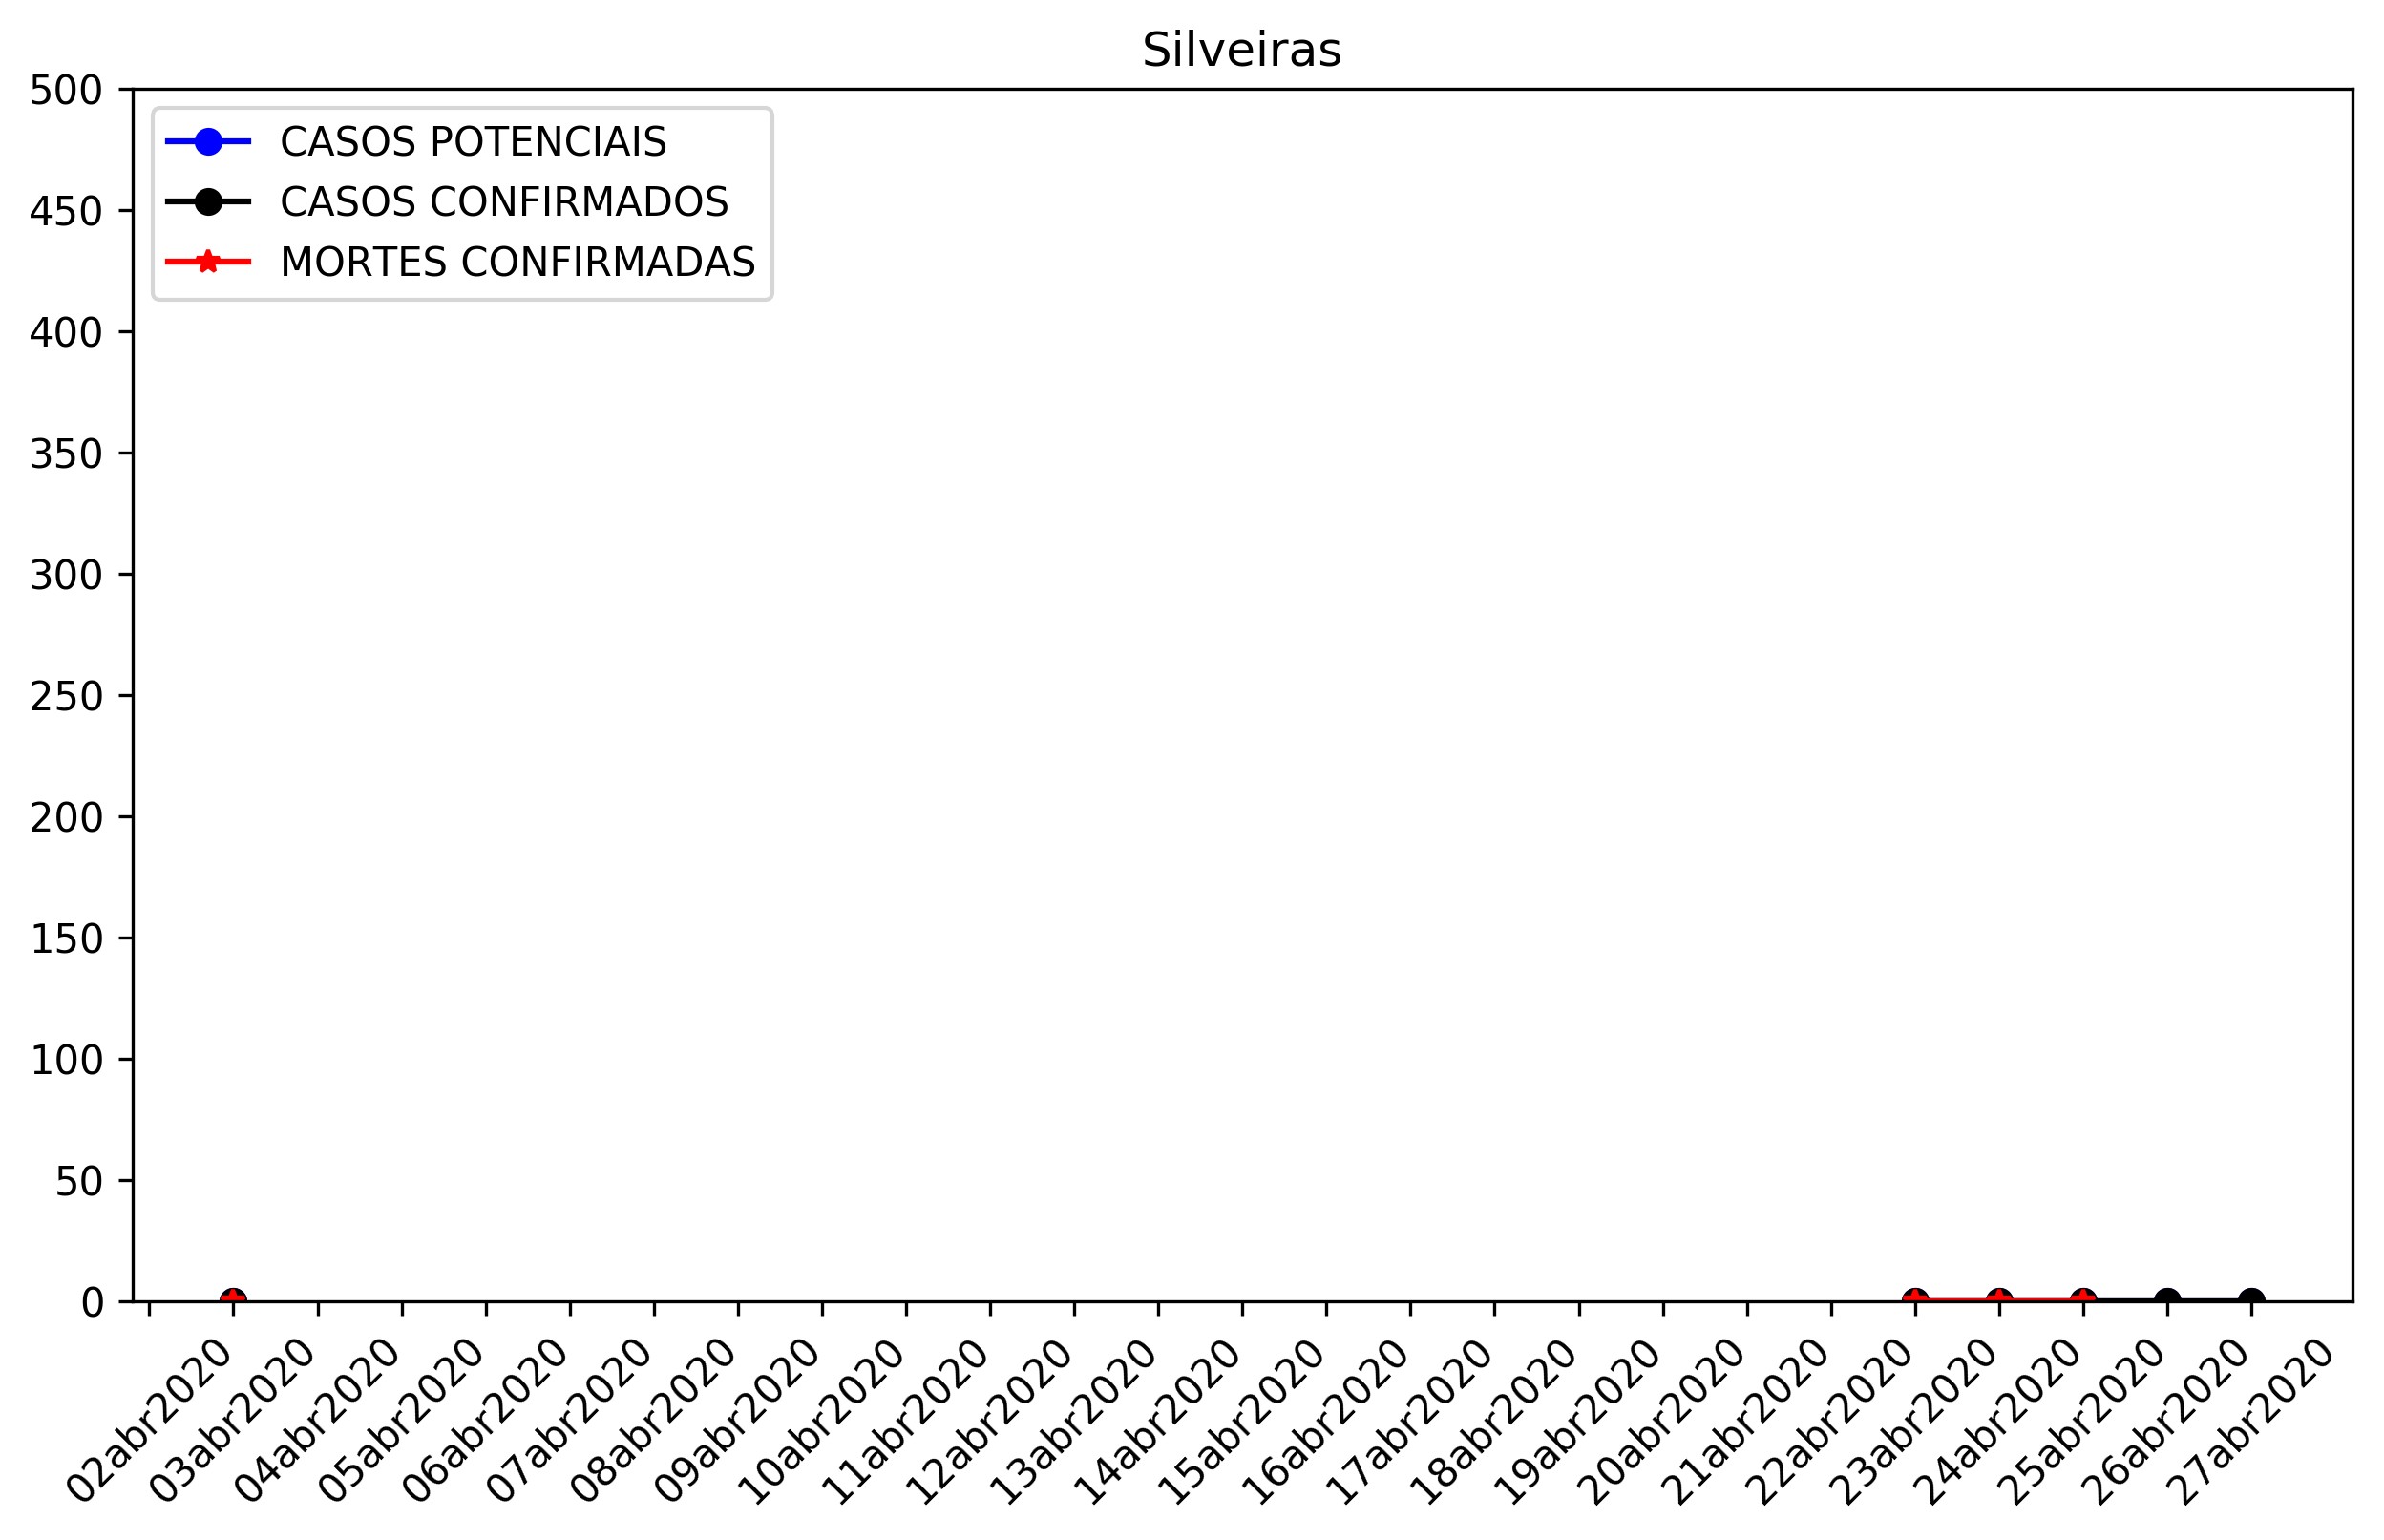 Silveiras
500
450
400
350
300
250
200
150
100
50
0
CASOS POTENCIAIS
CASOS CONFIRMADOS
MORTES CONFIRMADAS
02abr2020
03abr2020
04abr2020
05abr2020
06abr2020
07abr2020
08abr2020
09abr2020
10abr2020
11abr2020
12abr2020
13abr2020
14abr2020
15abr2020
16abr2020
17abr2020
18abr2020
19abr2020
20abr2020
21abr2020
22abr2020
23abr2020
24abr2020
25abr2020
26abr2020
27abr2020